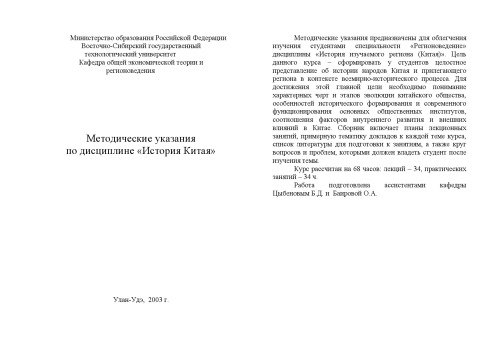 Министерство образования Российской Федерации
Восточно-Сибирский государственный
технологический университет
Кафедра общей экономической теории и
регионоведения
Методические указания
по дисциплине «История Китая»
Улан-Удэ, 2003 г.
Методические указания предназначены для облегчения
изучения студентами специальности «Регионоведение»
дисциплины «История изучаемого региона (Китая)». Цель
данного курса – сформировать у студентов целостное
представление об истории народов Китая и прилегающего
региона в контексте всемирно-исторического процесса. Для
достижения этой главной цели необходимо понимание
характерных черт и этапов эволюции китайского общества,
особенностей исторического формирования и современного
функционирования основных общественных институтов,
соотношения факторов внутреннего развития и внешних
влияний в Китае. Сборник включает планы лекционных
занятий, примерную тематику докладов к каждой теме курса,
список литературы для подготовки к занятиям, а также круг
вопросов и проблем, которыми должен владеть студент после
изучения темы.
Курс рассчитан на 68 часов: лекций – 34, практических
занятий – 34 ч.
Работа подготовлена ассистентами кафедры
Цыбеновым Б.Д. и Баировой О.А.